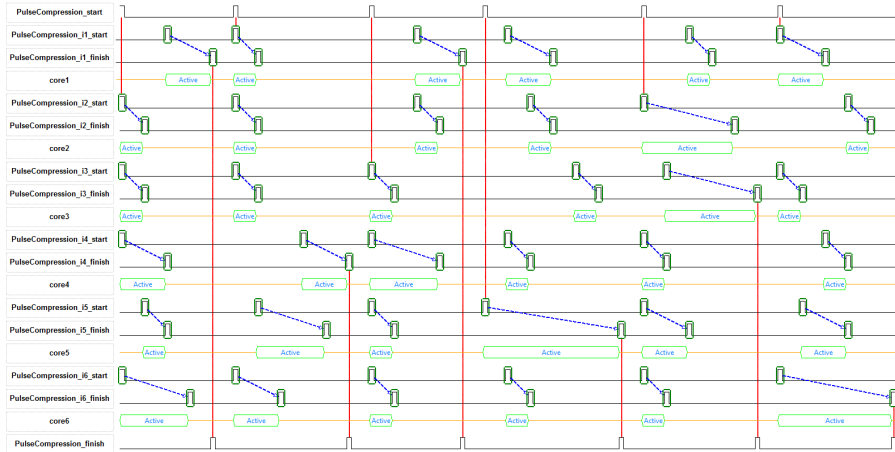 PulseCompression_start
PulseCompression_i1_start
PulseCompression_i1_finish
core1 Active Active Active Active Active Active
PulseCompression_i2_start
PulseCompression_i2_finish
core2 Active Active Active Active Active Active
PulseCompression_i3_start
PulseCompression_i3_finish
core3 Active Active Active Active Active Active
PulseCompression_i4_start
PulseCompression_i4_finish
core4 Active Active Active Active Active Active
PulseCompression_i5_start
PulseCompression_i5_finish
core5 Active Active Active Active Active Active
PulseCompression_i6_start
PulseCompression_i6_finish
core6 Active Active Active Active Active Active
PulseCompression_finish